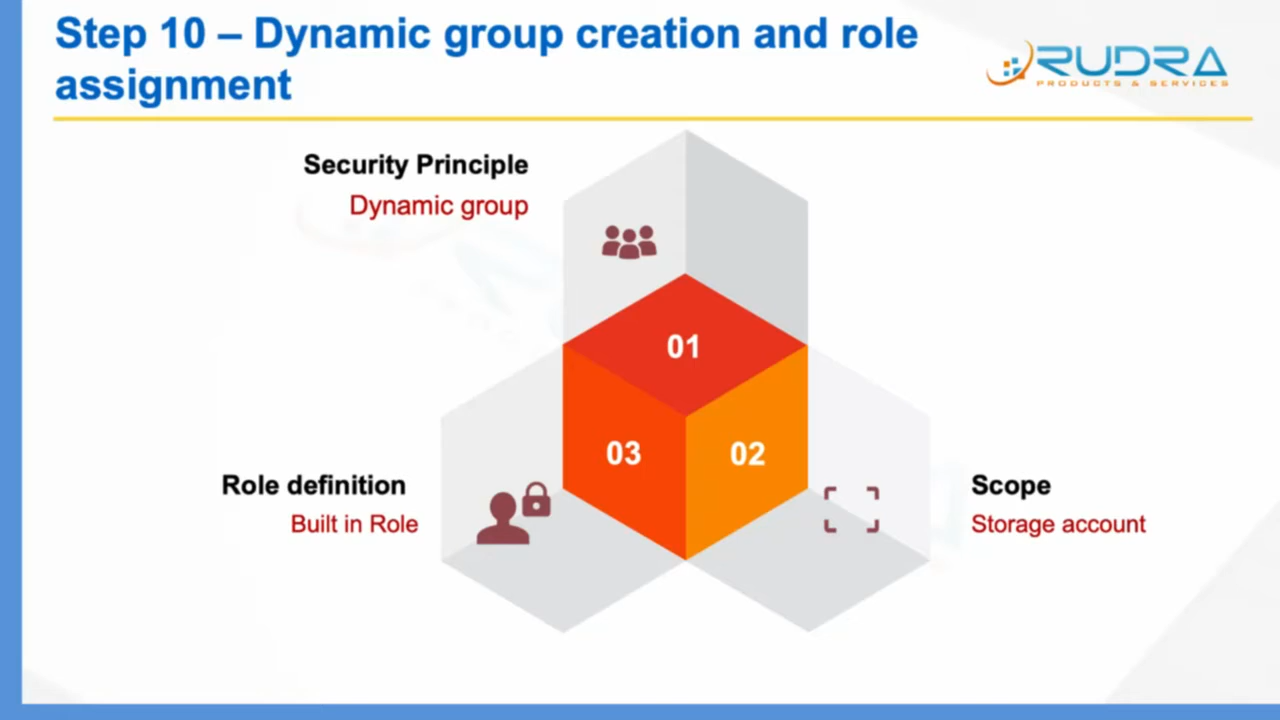 Step 10 – Dynamic group creation and role
assignment
RUDRA
PRODUCTS & SERVICES
Security Principle
Dynamic group
01
03
02
Role definition
Built in Role
Scope
Storage account